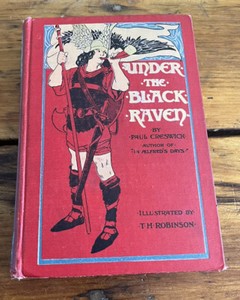 UNDER
·THE·
BLACK
·RAVEN·
BY
PAUL CRESWICK
AUTHOR OF
"IN ALFRED'S DAYS."
ILLUSTRATED BY
T·H·ROBINSON·